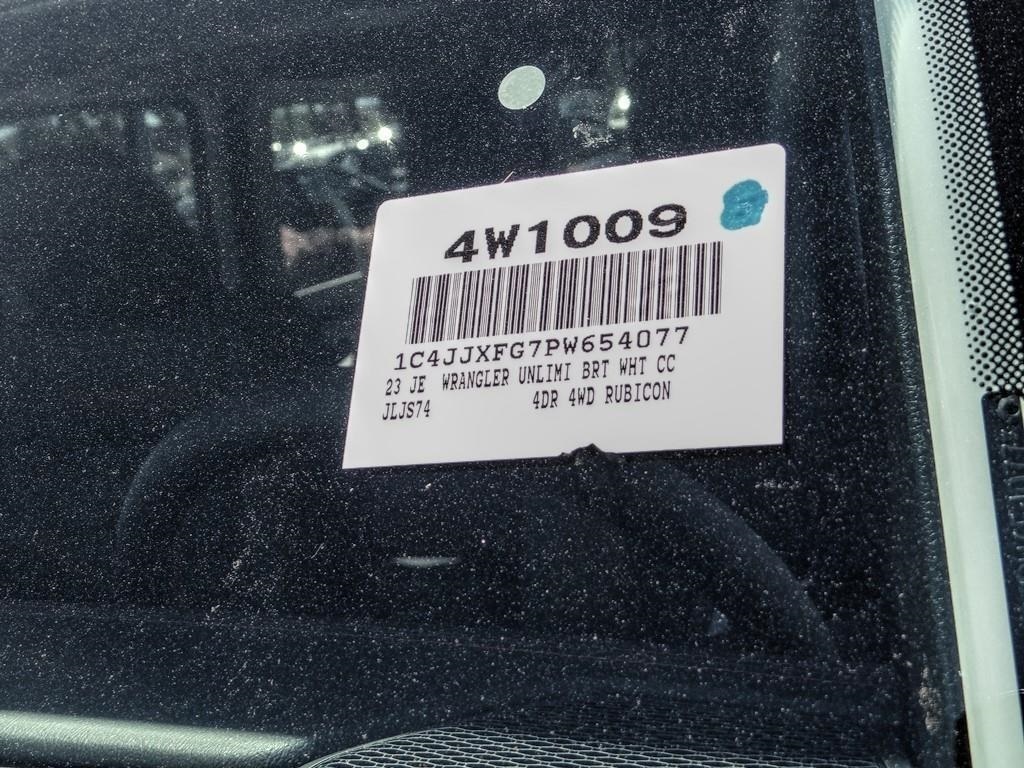 4W1009
1C4JJXFG7PW654077
23 JE WRANGLER UNLIMI BRT WHT CC
JLJS74 4DR 4WD RUBICON